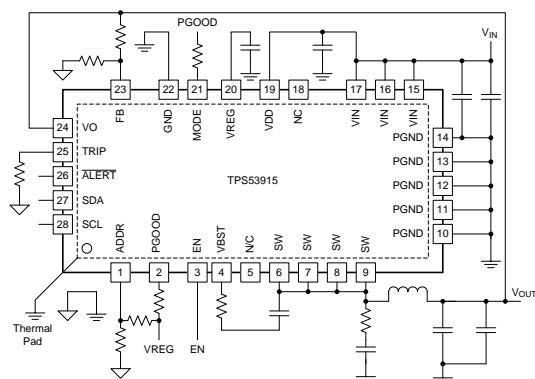 PGOOD
VIN
23 22 21 20 19 18 17 16 15
FB GND MODE VREG VDD NC VIN VIN VIN
24 VO
25 TRIP
26 ALERT
27 SDA
28 SCL
TPS53915
PGND 14
PGND 13
PGND 12
PGND 11
PGND 10
ADDR PGOOD EN VBST N/C SW SW SW SW
1 2 3 4 5 6 7 8 9
Thermal
Pad
VREG
EN
VOUT